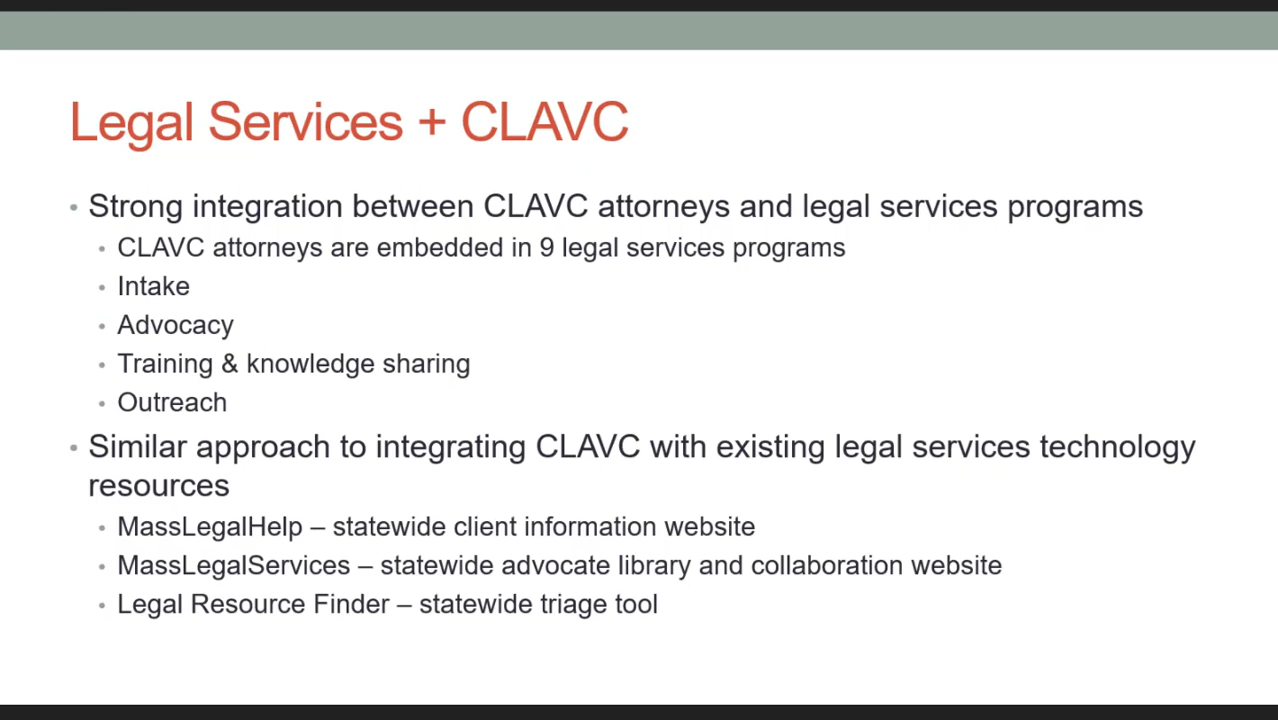 Legal Services + CLAVC
• Strong integration between CLAVC attorneys and legal services programs
• CLAVC attorneys are embedded in 9 legal services programs
• Intake
• Advocacy
• Training & knowledge sharing
• Outreach
• Similar approach to integrating CLAVC with existing legal services technology
resources
• MassLegalHelp – statewide client information website
• MassLegalServices – statewide advocate library and collaboration website
• Legal Resource Finder – statewide triage tool